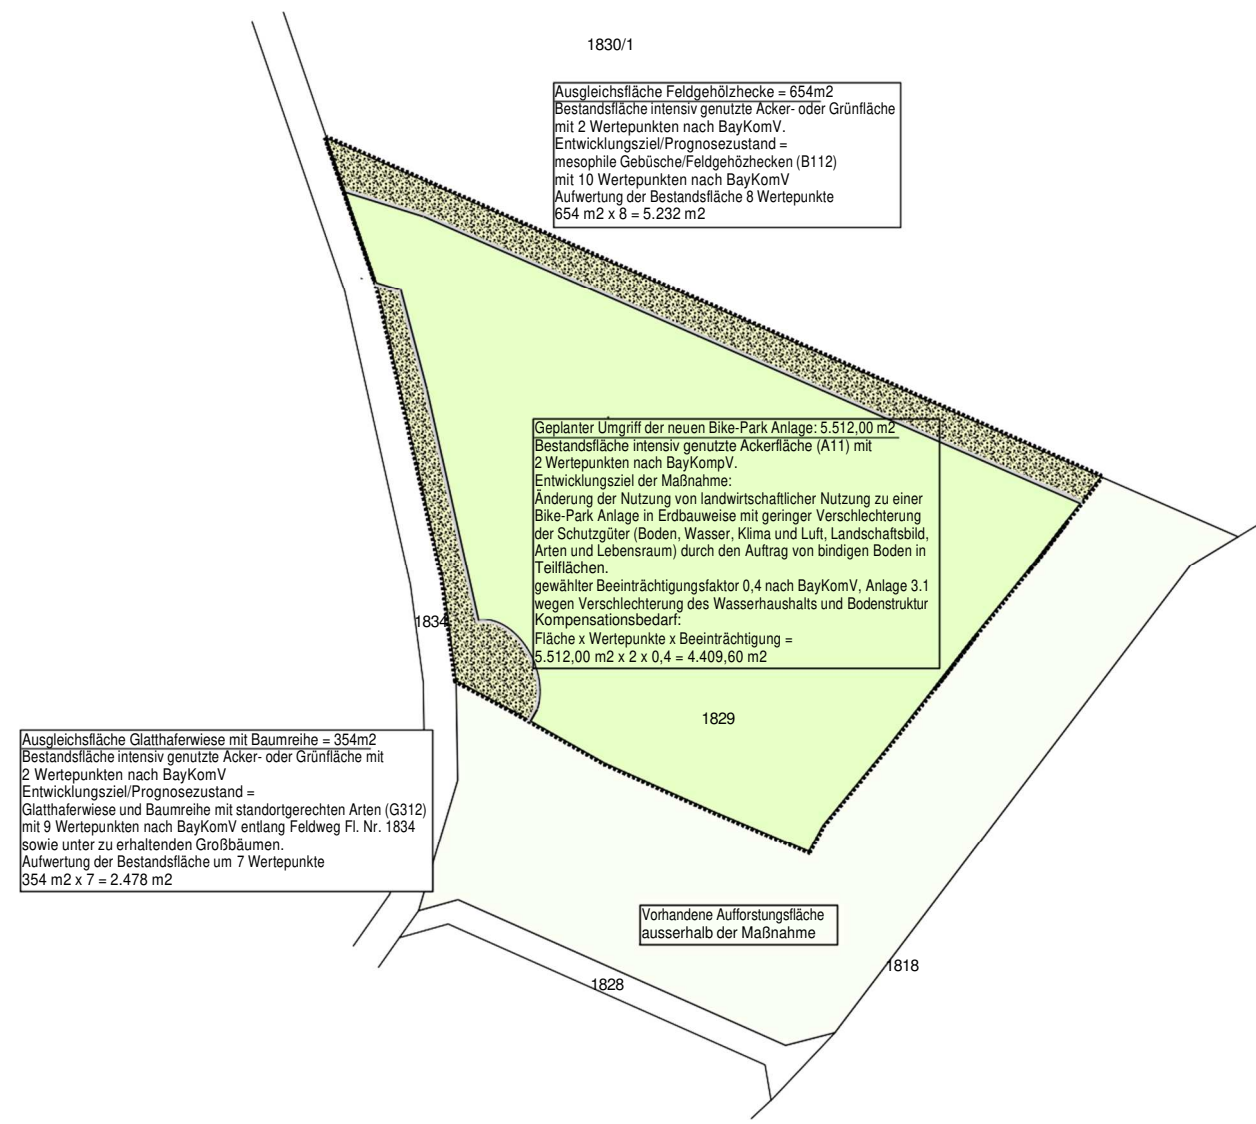 1830/1
Ausgleichsfläche Feldgehölzhecke = 654m2
Bestandsfläche intensiv genutzte Acker- oder Grünfläche
mit 2 Wertepunkten nach BayKomV.
Entwicklungsziel/Prognosezustand =
mesophile Gebüsche/Feldgehözhecken (B112)
mit 10 Wertepunkten nach BayKomV
Aufwertung der Bestandsfläche 8 Wertepunkte
654 m2 x 8 = 5.232 m2
Geplanter Umgriff der neuen Bike-Park Anlage: 5.512,00 m2
Bestandsfläche intensiv genutzte Ackerfläche (A11) mit
2 Wertepunkten nach BayKompV.
Entwicklungsziel der Maßnahme:
Änderung der Nutzung von landwirtschaftlicher Nutzung zu einer
Bike-Park Anlage in Erdbauweise mit geringer Verschlechterung
der Schutzgüter (Boden, Wasser, Klima und Luft, Landschaftsbild,
Arten und Lebensraum) durch den Auftrag von bindigen Boden in
Teilflächen.
gewählter Beeinträchtigungsfaktor 0,4 nach BayKomV, Anlage 3.1
wegen Verschlechterung des Wasserhaushalts und Bodenstruktur
Kompensationsbedarf:
Fläche x Wertepunkte x Beeinträchtigung =
5.512,00 m2 x 2 x 0,4 = 4.409,60 m2
1834
1829
Ausgleichsfläche Glatthaferwiese mit Baumreihe = 354m2
Bestandsfläche intensiv genutzte Acker- oder Grünfläche mit
2 Wertepunkten nach BayKomV
Entwicklungsziel/Prognosezustand =
Glatthaferwiese und Baumreihe mit standortgerechten Arten (G312)
mit 9 Wertepunkten nach BayKomV entlang Feldweg Fl. Nr. 1834
sowie unter zu erhaltenden Großbäumen.
Aufwertung der Bestandsfläche um 7 Wertepunkte
354 m2 x 7 = 2.478 m2
Vorhandene Aufforstungsfläche
ausserhalb der Maßnahme
1818
1828